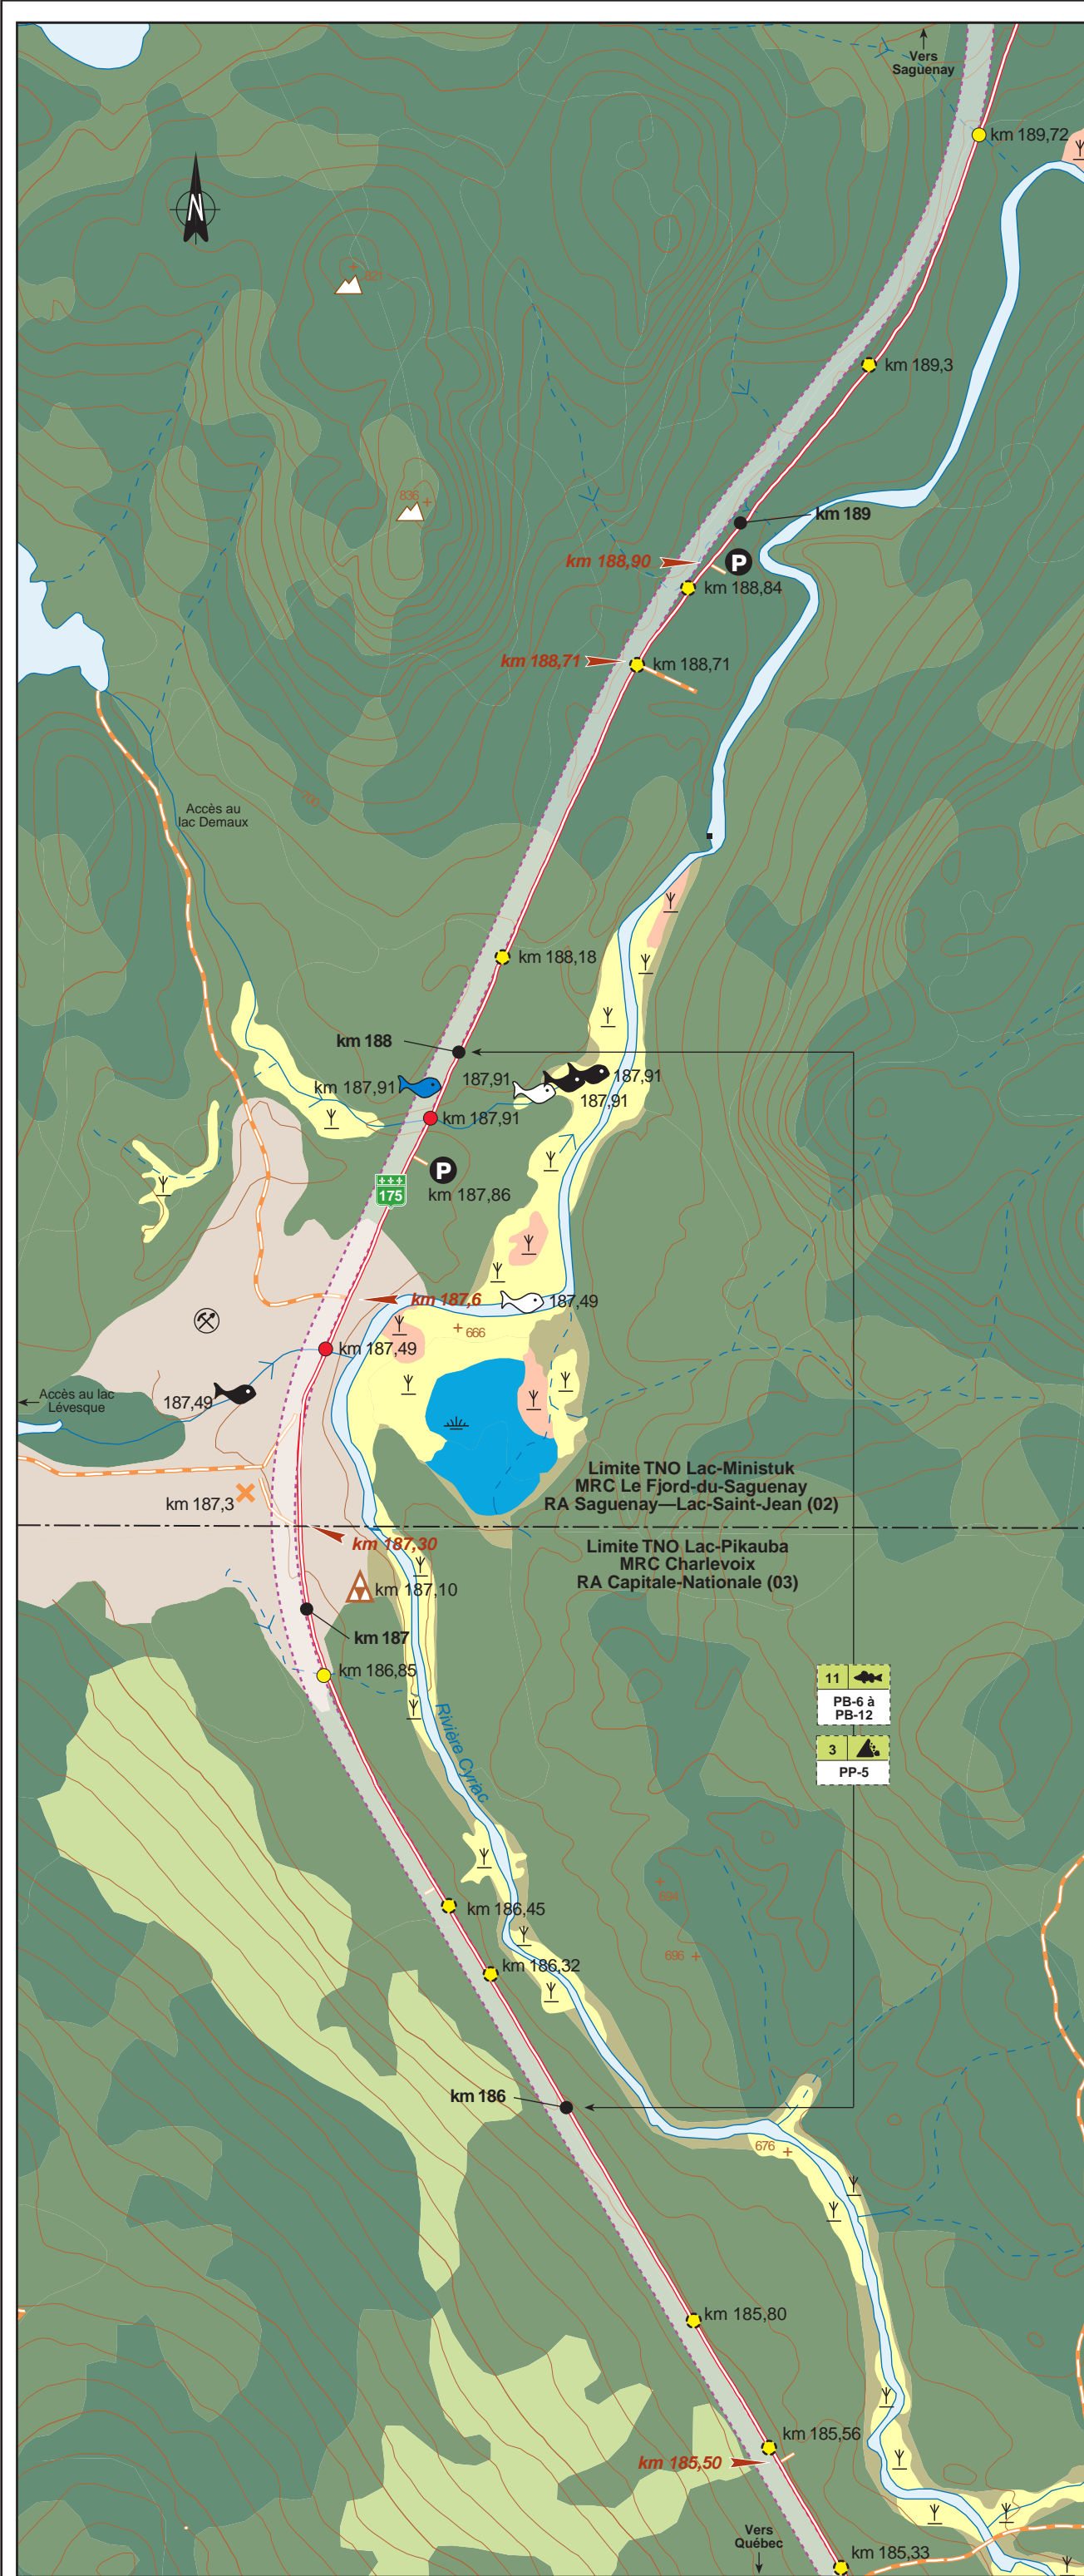 Vers
Saguenay
km 189,72
N
821
km 189,3
836
km 189
km 188,90
P
km 188,84
km 188,71
km 188,71
700
Accès au
lac Demaux
km 188,18
km 188
km 187,91
187,91
187,91
187,91
km 187,91
P
175
km 187,86
km 187,6
187,49
666
km 187,49
187,49
Accès au lac
Lévesque
Limite TNO Lac-Ministuk
MRC Le Fjord-du-Saguenay
RA Saguenay—Lac-Saint-Jean (02)
km 187,3
km 187,30
Limite TNO Lac-Pikauba
MRC Charlevoix
RA Capitale-Nationale (03)
km 187,10
km 187
km 186,85
11
PB-6 à
PB-12
3
PP-5
Rivière Cyriac
694
km 186,45
696
km 186,32
km 186
676
km 185,80
km 185,56
km 185,50
Vers
Québec
km 185,33